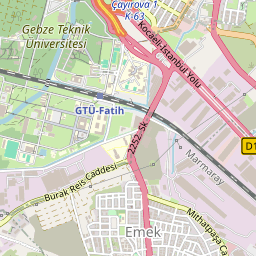 Çayırova 1
K-63
Gebze Teknik
Üniversitesi
Kocaeli-İstanbul Yolu
GTÜ-Fatih
2252. Sk
D1
Marmaray
Burak Reis Caddesi
Mithatpaşa Ca
Emek